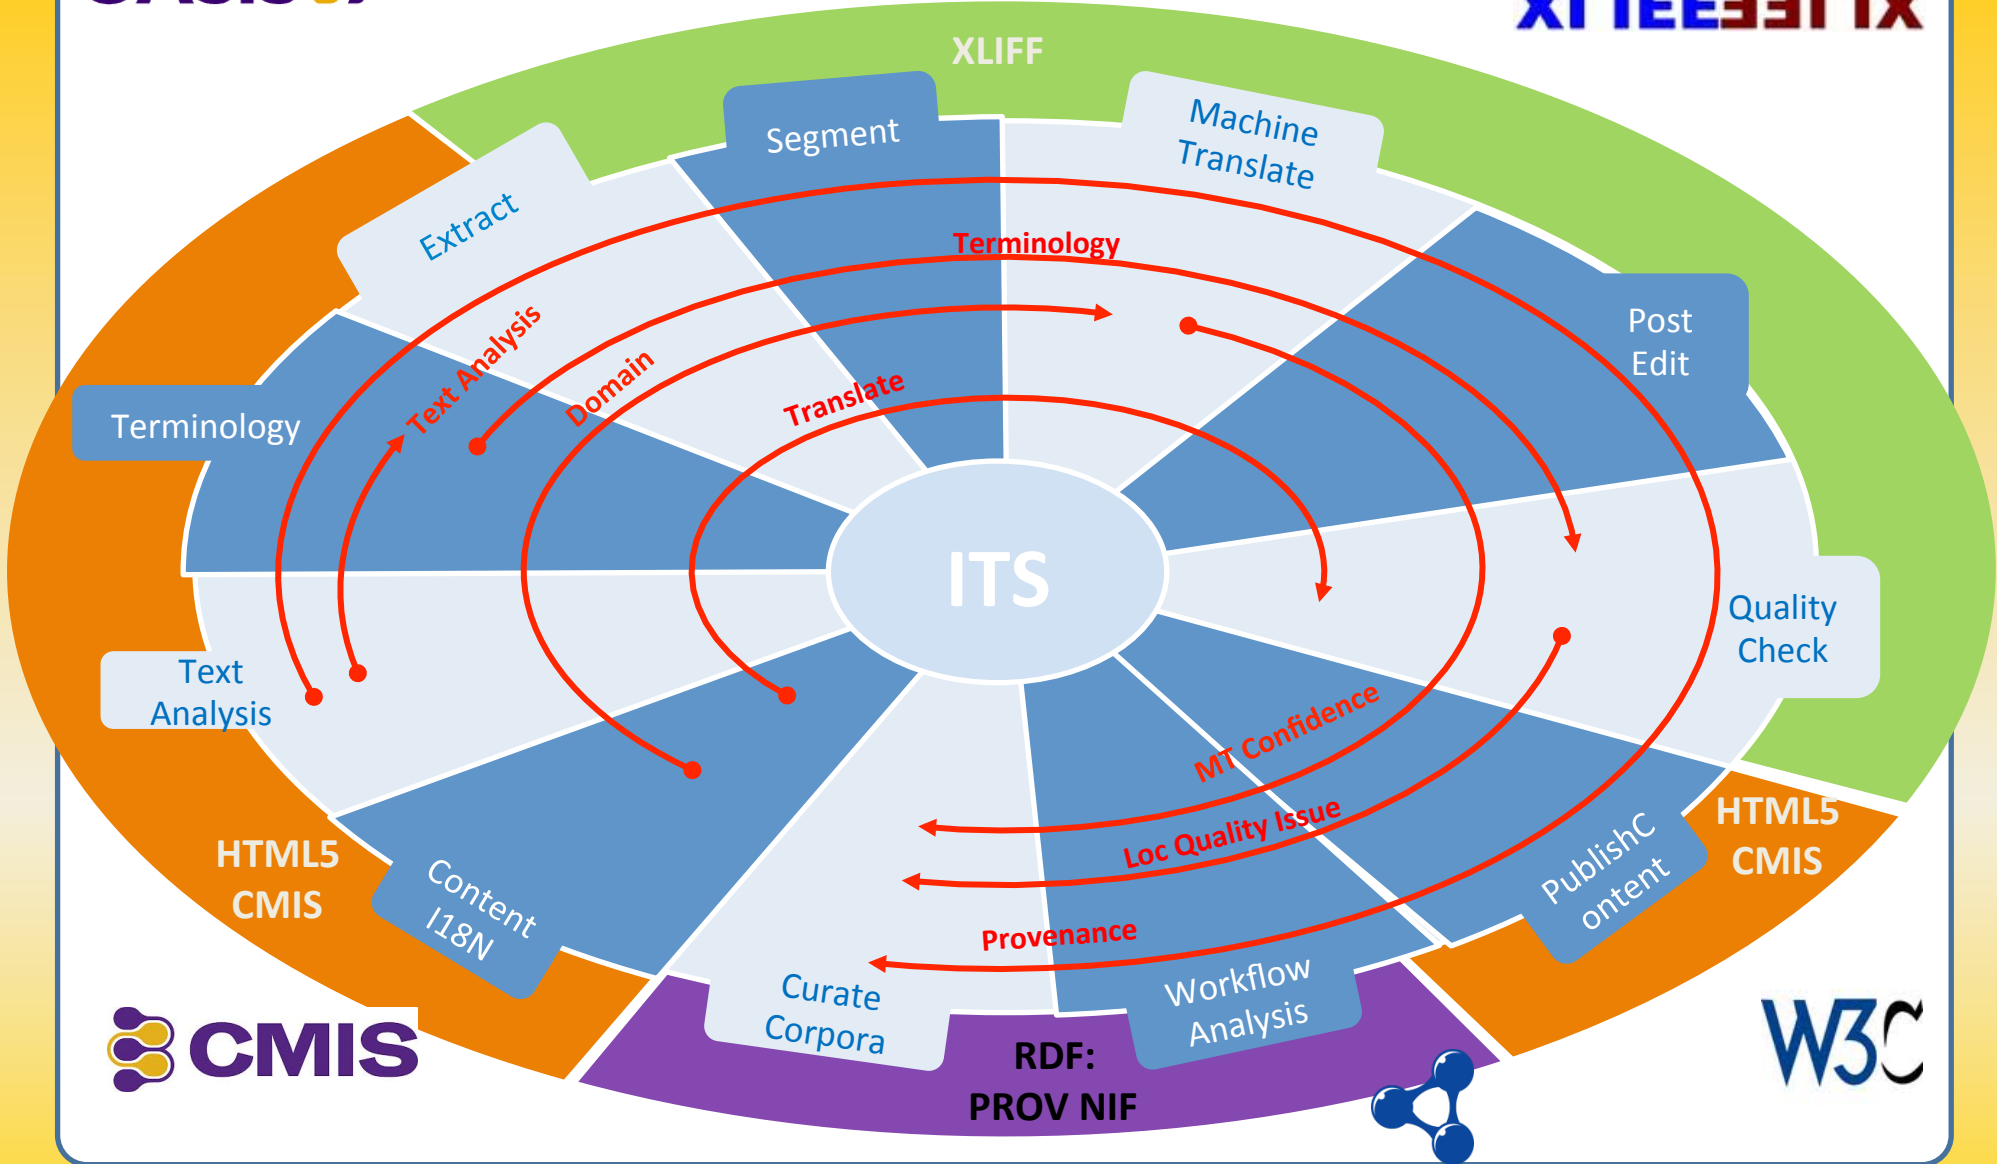 XLIFF
Segment
Machine
Translate
Extract
Terminology
Post
Edit
Text Analysis
Domain
Translate
Terminology
ITS
Quality
Check
Text
Analysis
MT Confidence
Loc Quality Issue
Provenance
HTML5
CMIS
HTML5
CMIS
Content
I18N
PublishC
ontent
Curate
Corpora
Workflow
Analysis
RDF:
PROV NIF
CMIS
W3C